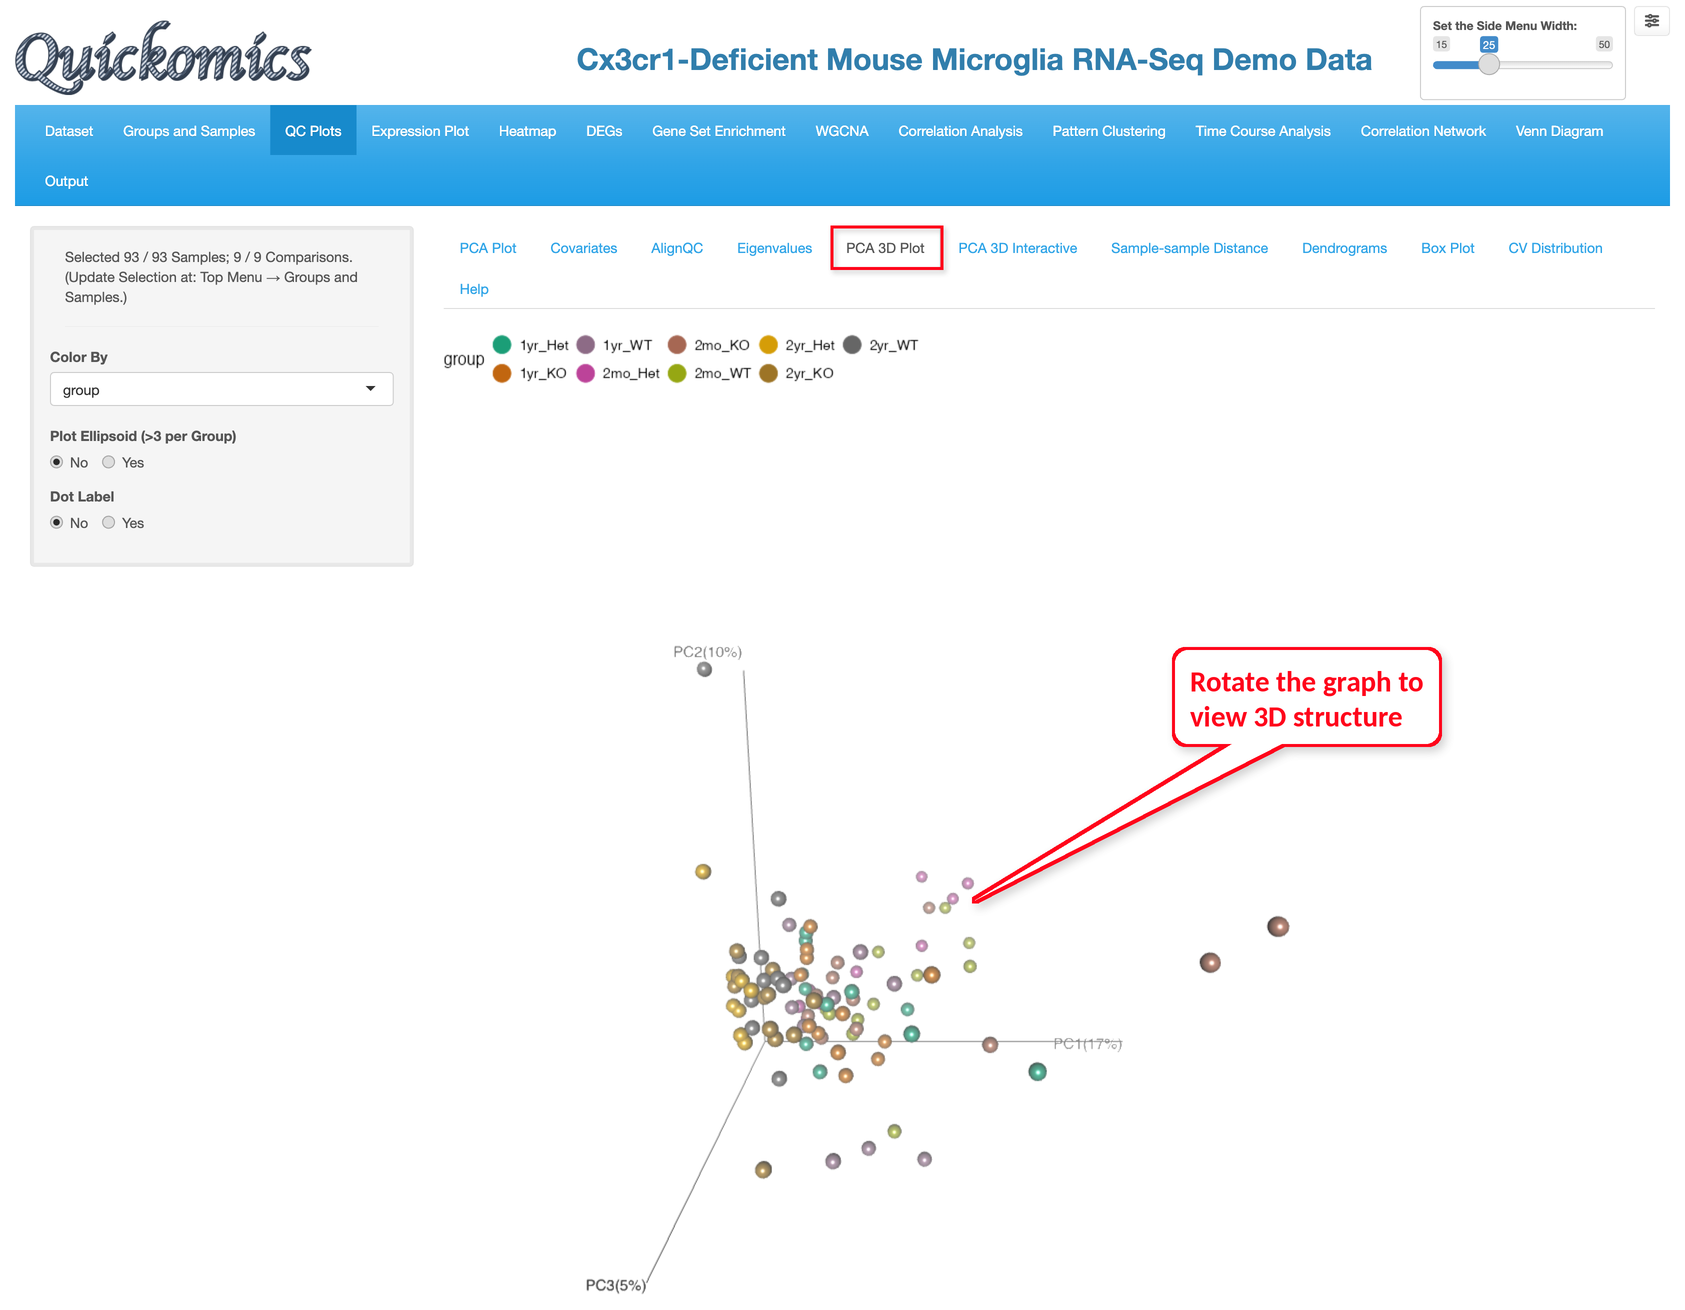 Quickomics
Cx3cr1-Deficient Mouse Microglia RNA-Seq Demo Data
Set the Side Menu Width:
15 25 50
Dataset Groups and Samples QC Plots Expression Plot Heatmap DEGs Gene Set Enrichment WGCNA Correlation Analysis Pattern Clustering Time Course Analysis Correlation Network Venn Diagram
Output
Selected 93 / 93 Samples; 9 / 9 Comparisons.
(Update Selection at: Top Menu → Groups and
Samples.)
Color By
group
Plot Ellipsoid (>3 per Group)
No Yes
Dot Label
No Yes
PCA Plot Covariates AlignQC Eigenvalues PCA 3D Plot PCA 3D Interactive Sample-sample Distance Dendrograms Box Plot CV Distribution
Help
group
1yr_Het 1yr_WT 2mo_KO 2yr_Het 2yr_WT
1yr_KO 2mo_Het 2mo_WT 2yr_KO
PC2(10%)
Rotate the graph to
view 3D structure
PC1(17%)
PC3(5%)